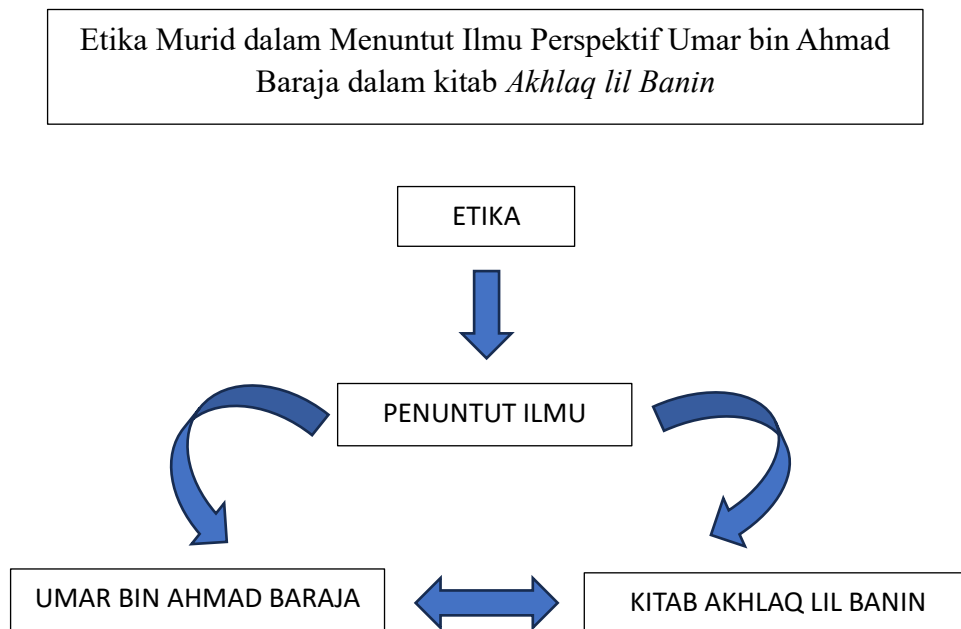 Etika Murid dalam Menuntut Ilmu Perspektif Umar bin Ahmad
Baraja dalam kitab Akhlaq lil Banin
ETIKA
PENUNTUT ILMU
UMAR BIN AHMAD BARAJA
KITAB AKHLAQ LIL BANIN